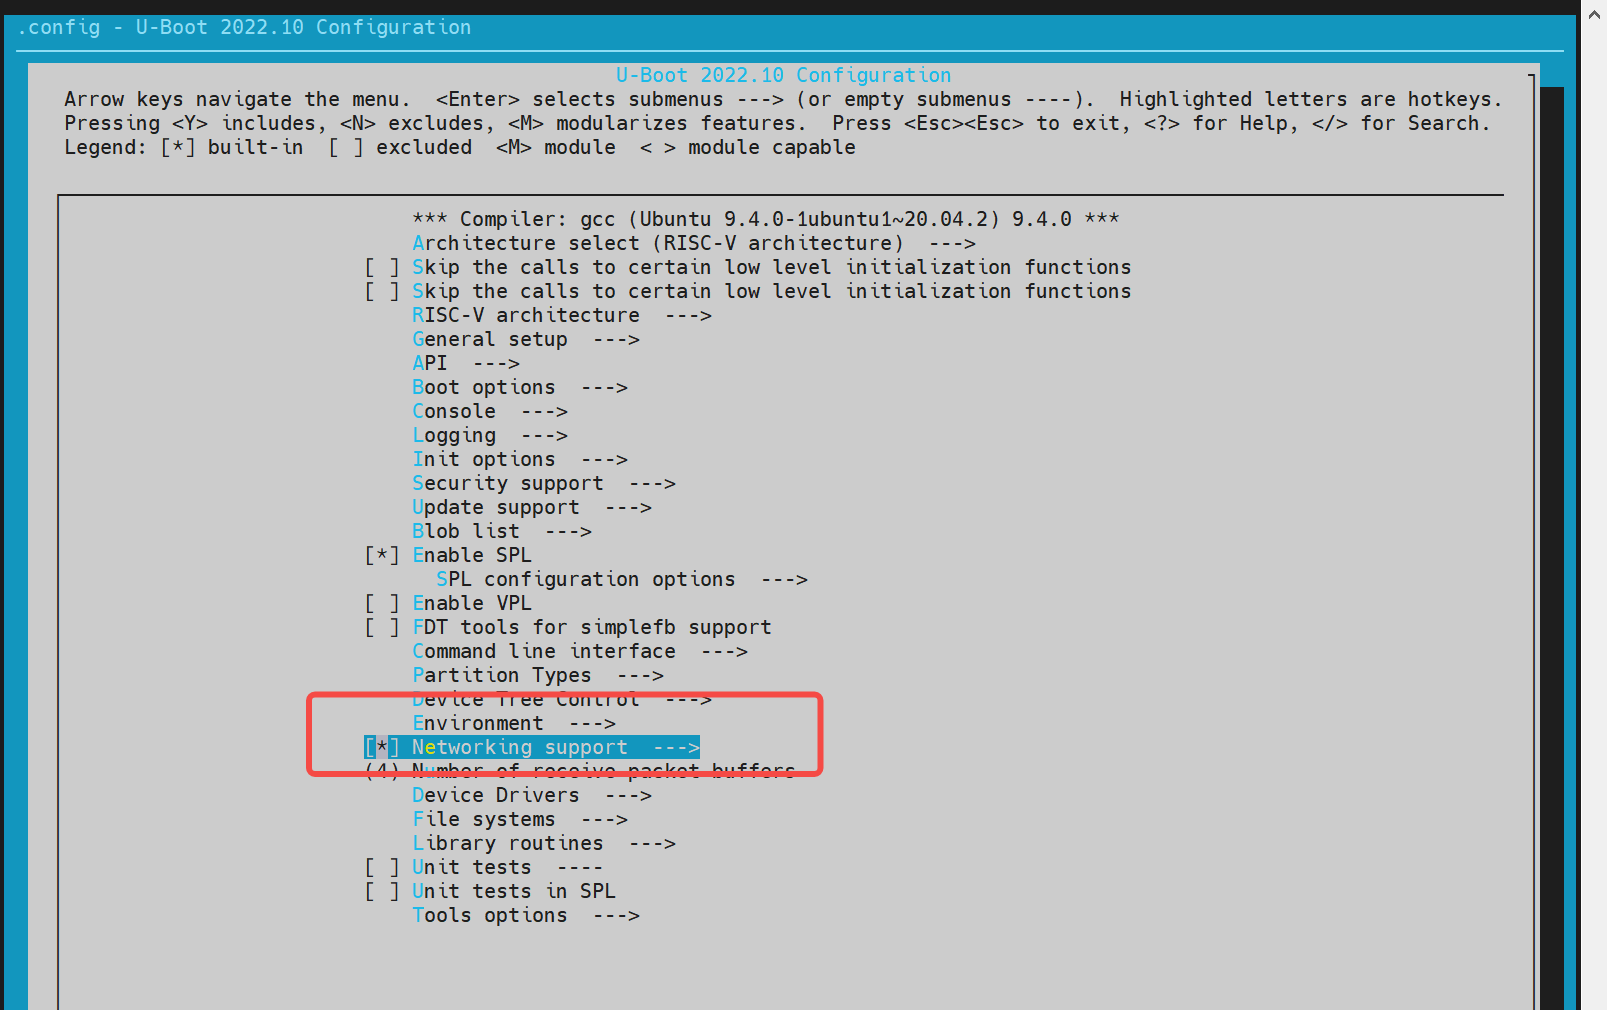 .config - U-Boot 2022.10 Configuration
U-Boot 2022.10 Configuration
Arrow keys navigate the menu.  <Enter> selects submenus ---> (or empty submenus ----).  Highlighted letters are hotkeys.
Pressing <Y> includes, <N> excludes, <M> modularizes features.  Press <Esc><Esc> to exit, <?> for Help, </> for Search.
Legend: [*] built-in  [ ] excluded  <M> module  < > module capable
*** Compiler: gcc (Ubuntu 9.4.0-1ubuntu1~20.04.2) 9.4.0 ***
Architecture select (RISC-V architecture)  --->
[ ] Skip the calls to certain low level initialization functions
[ ] Skip the calls to certain low level initialization functions
RISC-V architecture  --->
General setup  --->
API  --->
Boot options  --->
Console  --->
Logging  --->
Init options  --->
Security support  --->
Update support  --->
Blob list  --->
[*] Enable SPL
SPL configuration options  --->
[ ] Enable VPL
[ ] FDT tools for simplefb support
Command line interface  --->
Partition Types  --->
Device Tree Control  --->
Environment  --->
[*] Networking support  --->
(4) Number of receive packet buffers
Device Drivers  --->
File systems  --->
Library routines  --->
[ ] Unit tests  ----
[ ] Unit tests in SPL
Tools options  --->